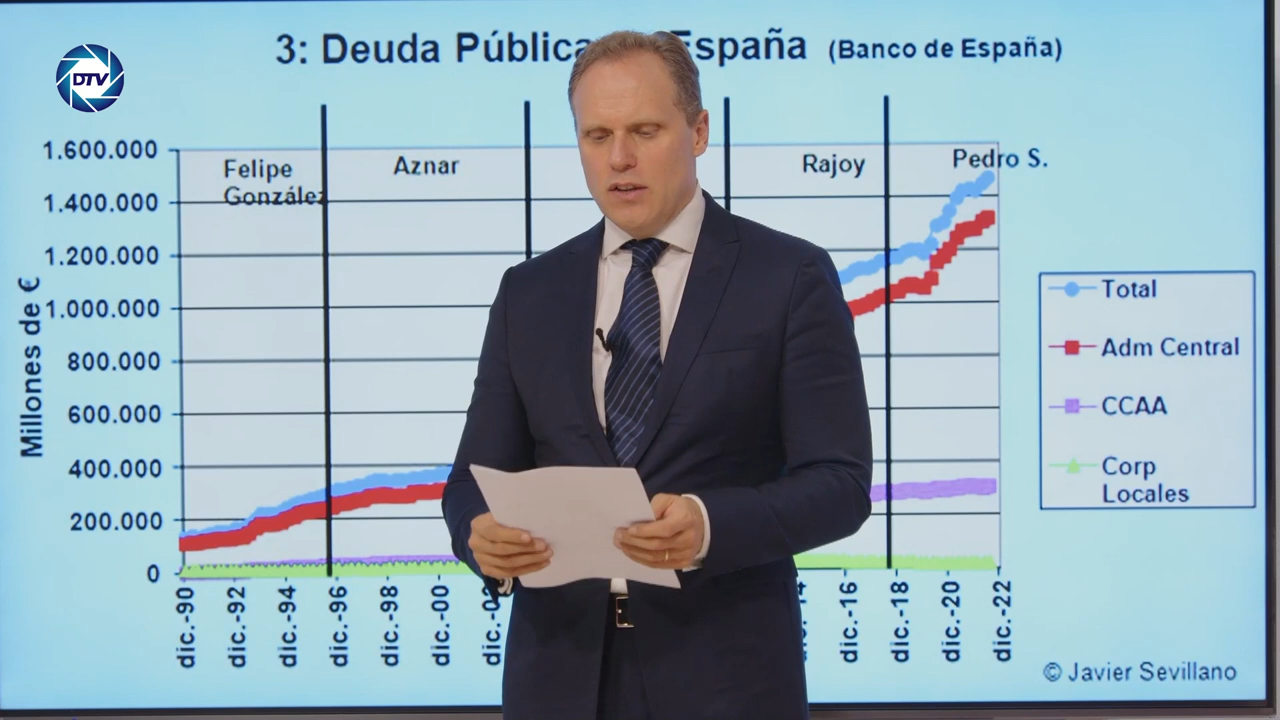 DTV
3: Deuda Pública España (Banco de España)
Felipe
González
Aznar
Rajoy
Pedro S.
Millones de €
1.600.000
1.400.000
1.200.000
1.000.000
800.000
600.000
400.000
200.000
0
dic.-90
dic.-92
dic.-94
dic.-96
dic.-98
dic.-00
dic.-16
dic.-18
dic.-20
dic.-22
Total
Adm Central
CCAA
Corp
Locales
© Javier Sevillano